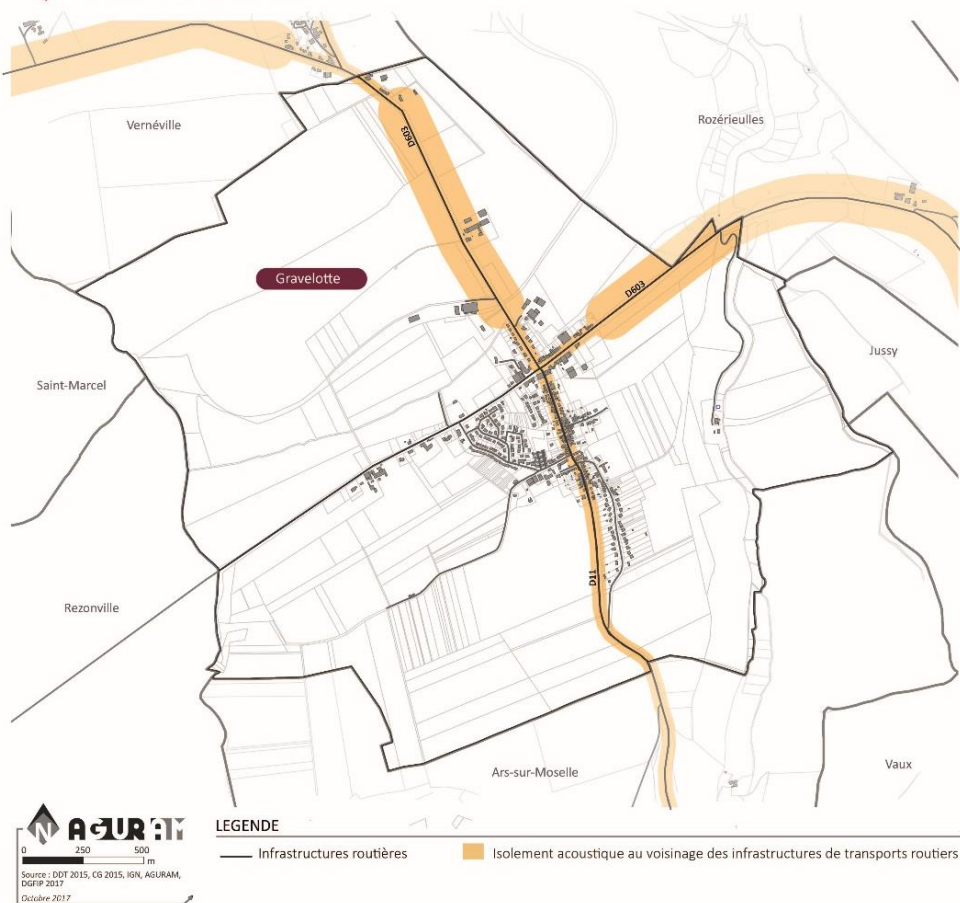 Vernéville
Rozérieulles
D603
Gravelotte
D603
Jussy
Saint-Marcel
D11
Rezonville
Ars-sur-Moselle
Vaux
N AGURAM
0 250 500
m
Source : DDT 2015, CG 2015, IGN, AGURAM,
DGFIP 2017
Octobre 2017
LEGENDE
Infrastructures routières
Isolement acoustique au voisinage des infrastructures de transports routiers